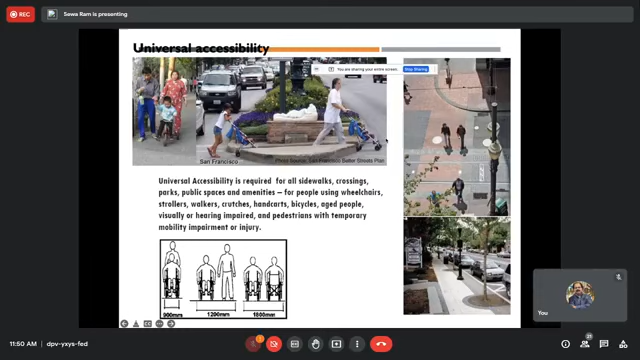 REC
Sewa Ram is presenting
Universal accessibility
You are sharing your entire screen.
Stop Sharing
San Francisco
Photo Source: San Francisco Better Streets Plan
Universal Accessibility is required for all sidewalks, crossings,
parks, public spaces and amenities – for people using wheelchairs,
strollers, walkers, crutches, handcarts, bicycles, aged people,
visually or hearing impaired, and pedestrians with temporary
mobility impairment or injury.
900mm
1200mm
1800mm
You
11:50 AM
dpv-yxys-fed